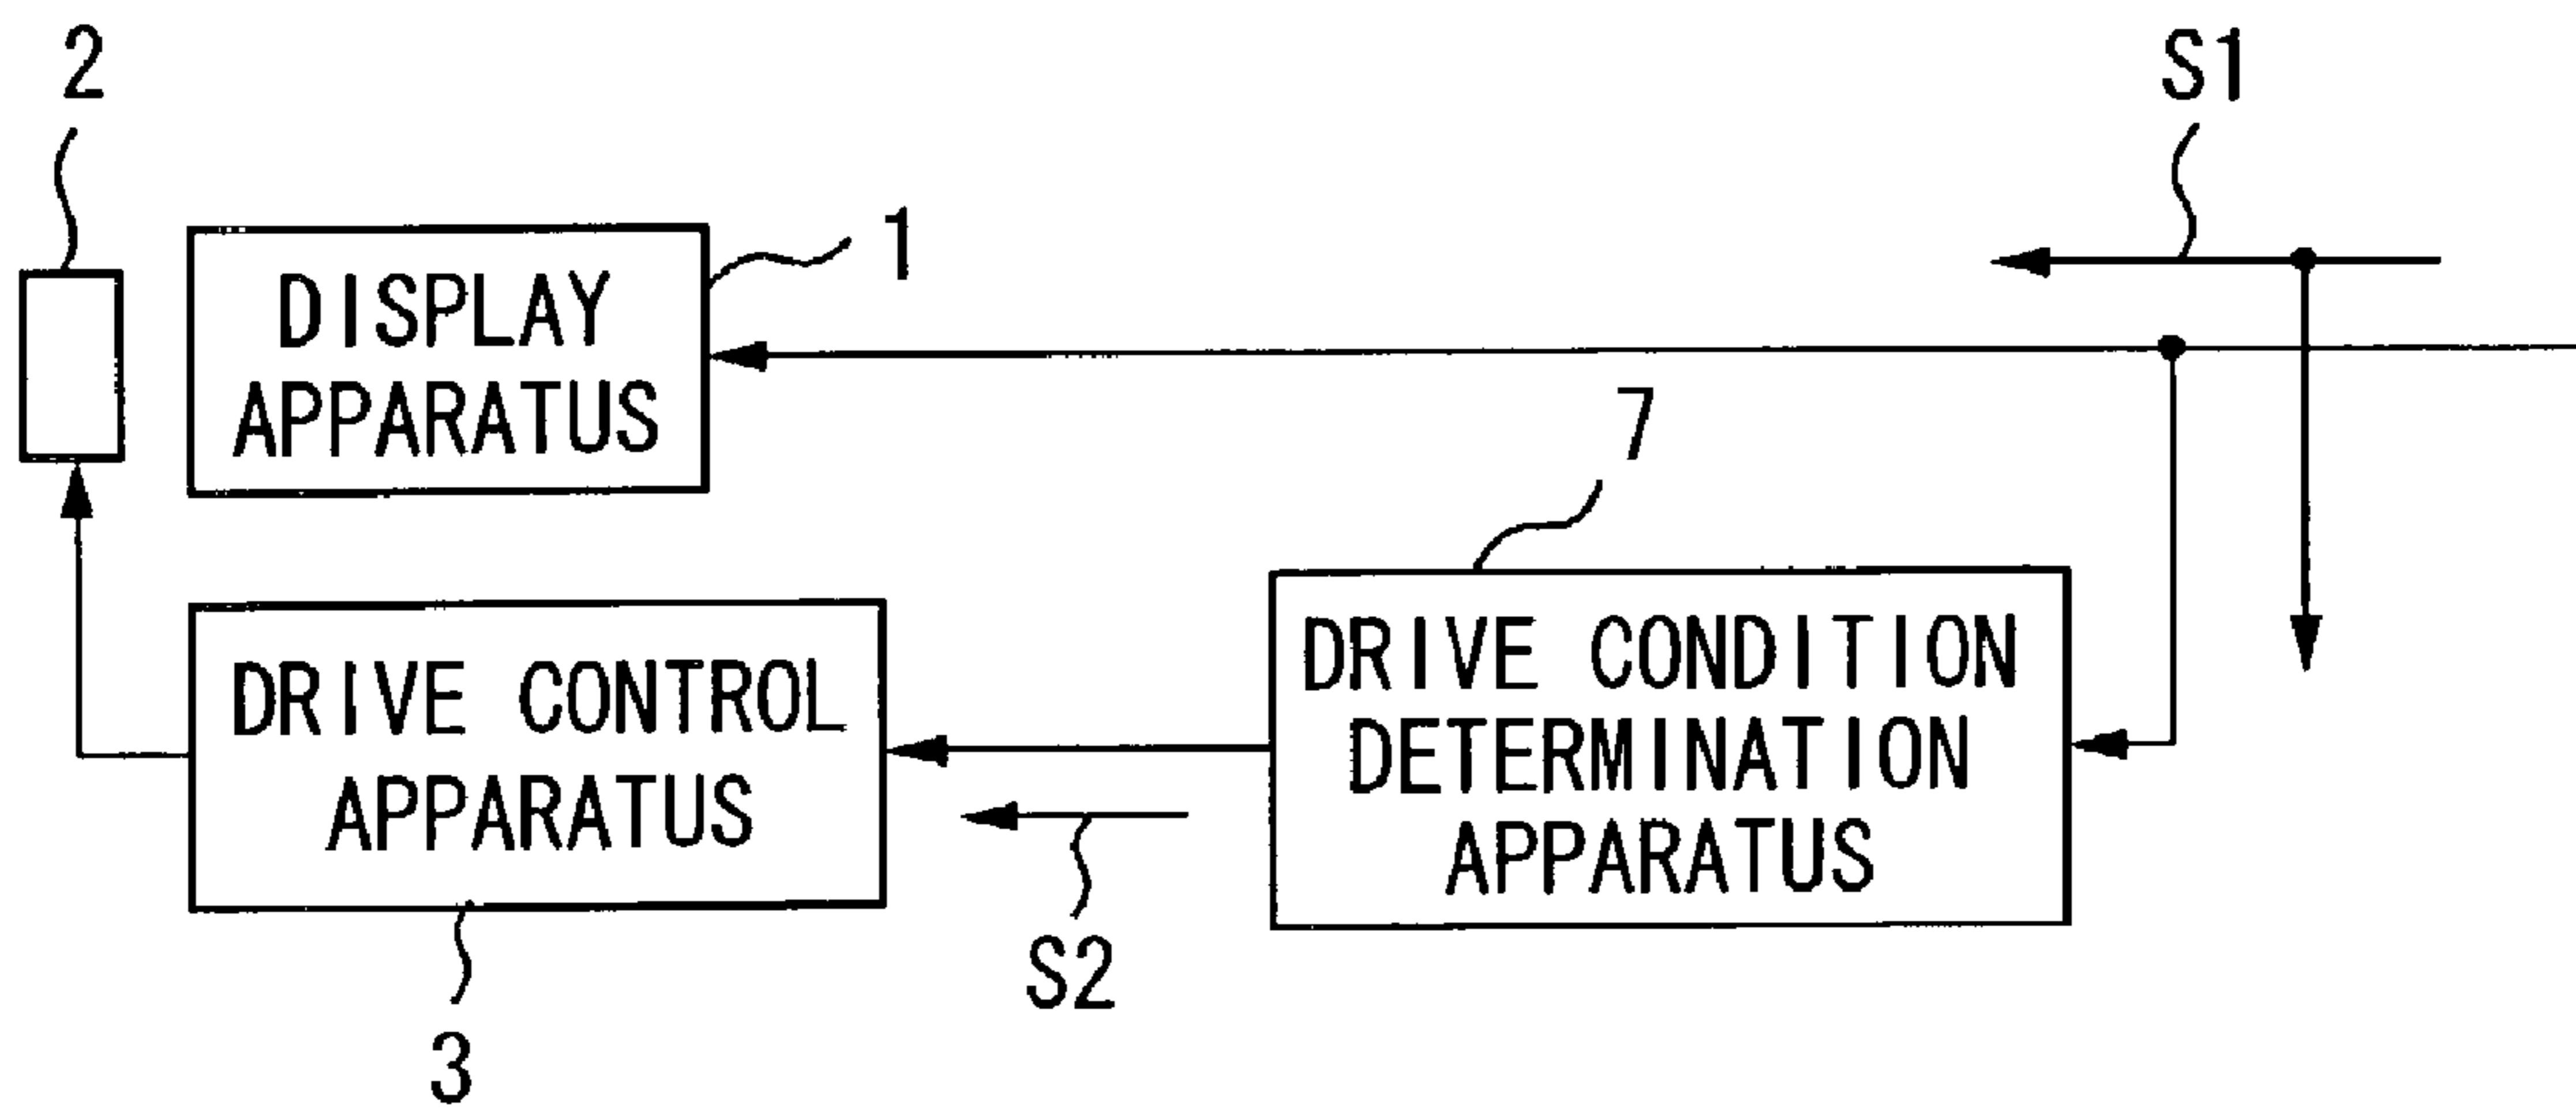 2
S1
1
DISPLAY
APPARATUS
7
DRIVE CONTROL
APPARATUS
DRIVE CONDITION
DETERMINATION
APPARATUS
S2
3